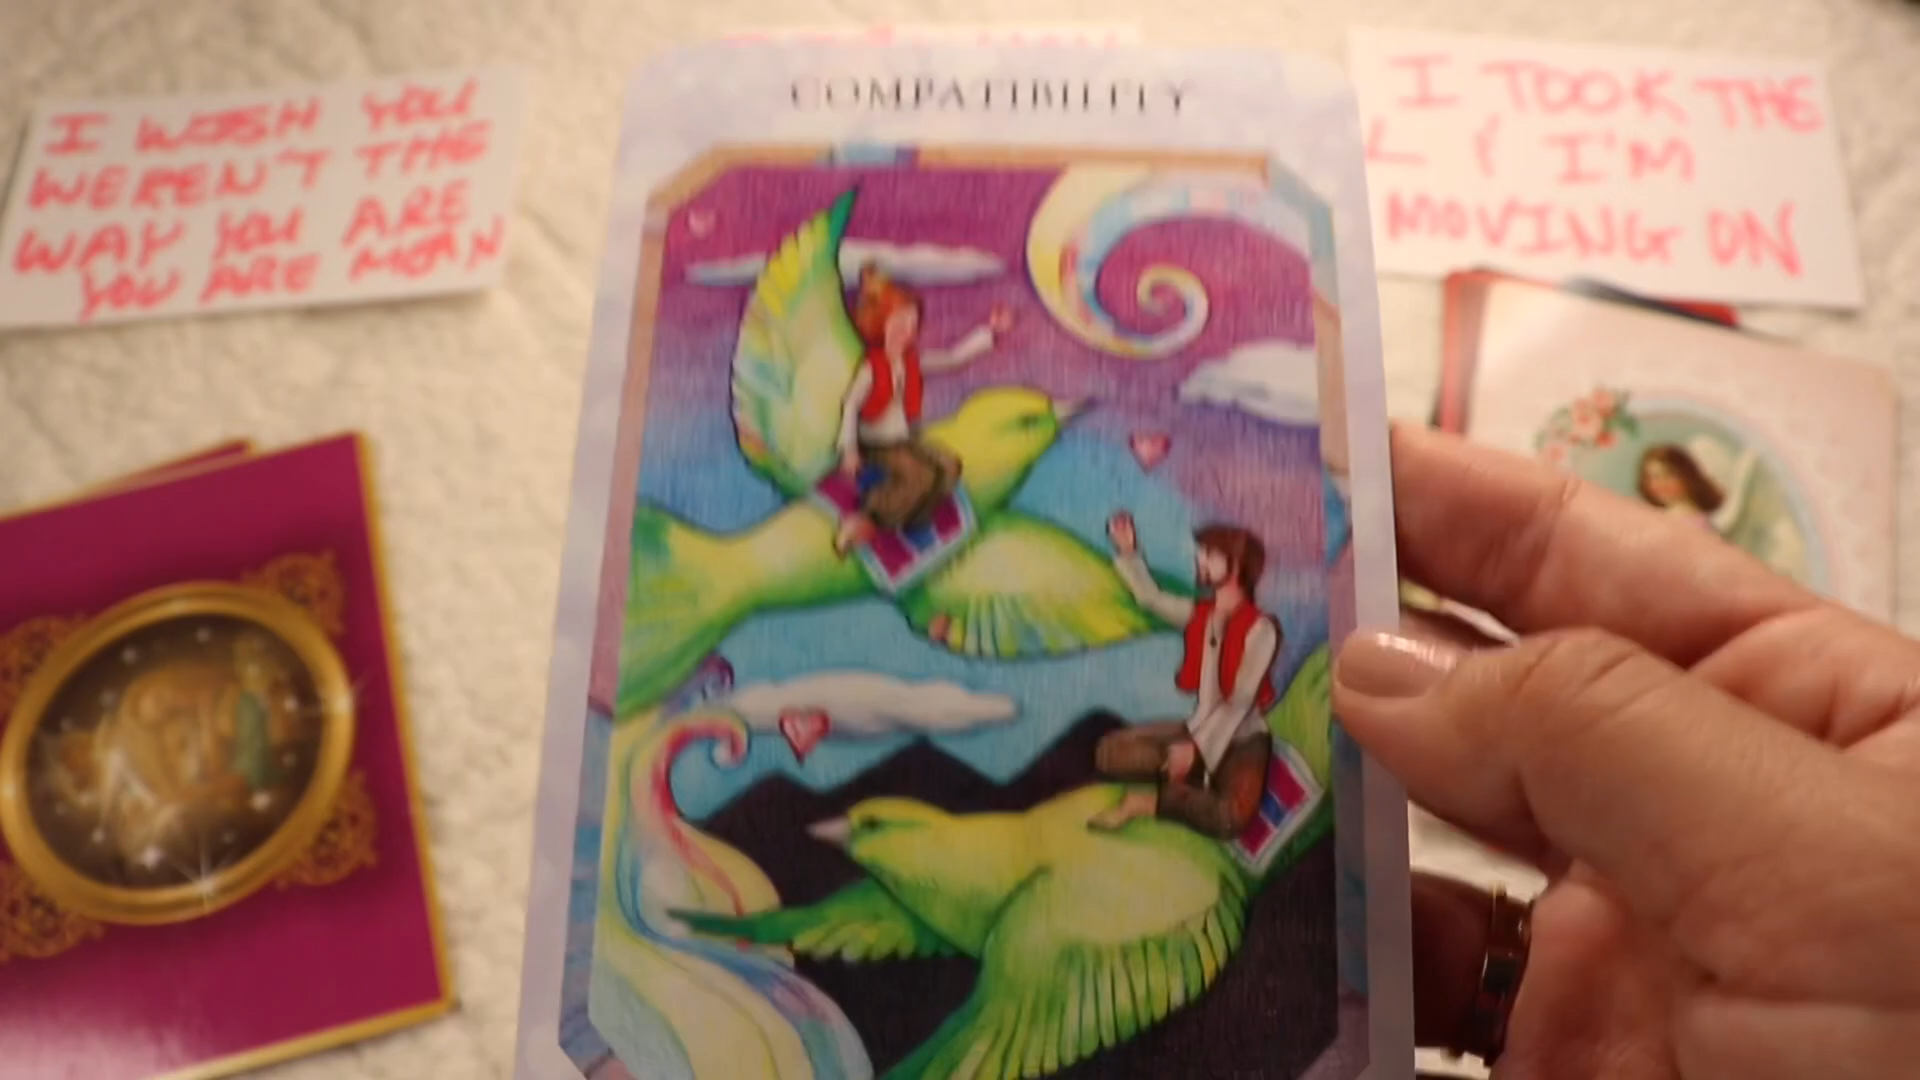 I WISH YOU
WEREN'T THE
WAY YOU ARE
YOU ARE MEAN
COMPATIBILITY
I TOOK THE
L & I'M
MOVING ON